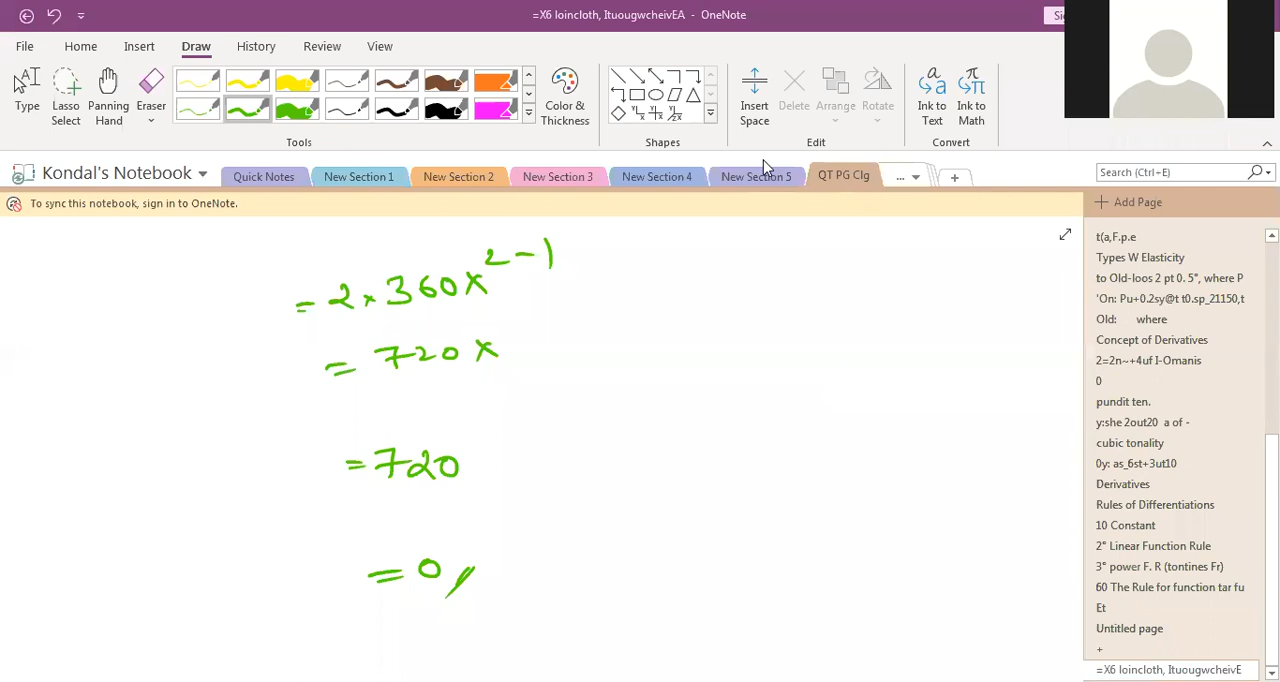 =X6 loincloth, ItuougwcheivEA - OneNote
File Home Insert Draw History Review View
Type
Lasso Select
Panning Hand
Eraser
Color & Thickness
Insert Space
Delete
Arrange
Rotate
Ink to Text
Ink to Math
Tools
Shapes
Edit
Convert
Kondal's Notebook
Quick Notes
New Section 1
New Section 2
New Section 3
New Section 4
New Section 5
QT PG Clg
...
Search (Ctrl+E)
To sync this notebook, sign in to OneNote.
= 2 × 360x^2-1
= 720 x
= 720
= 0
Add Page
t(a,F.p.e
Types W Elasticity
to Old-loos 2 pt 0. 5", where P
'On: Pu+0.2sy@t t0.sp_21150,t
Old: where
Concept of Derivatives
2=2n~+4uf I-Omanis
0
pundit ten.
y:she 2out20 a of -
cubic tonality
0y: as_6st+3ut10
Derivatives
Rules of Differentiations
10 Constant
2" Linear Function Rule
3" power F. R (tontines Fr)
60 The Rule for function tar fu
Et
Untitled page
+
=X6 loincloth, ItuougwcheivE